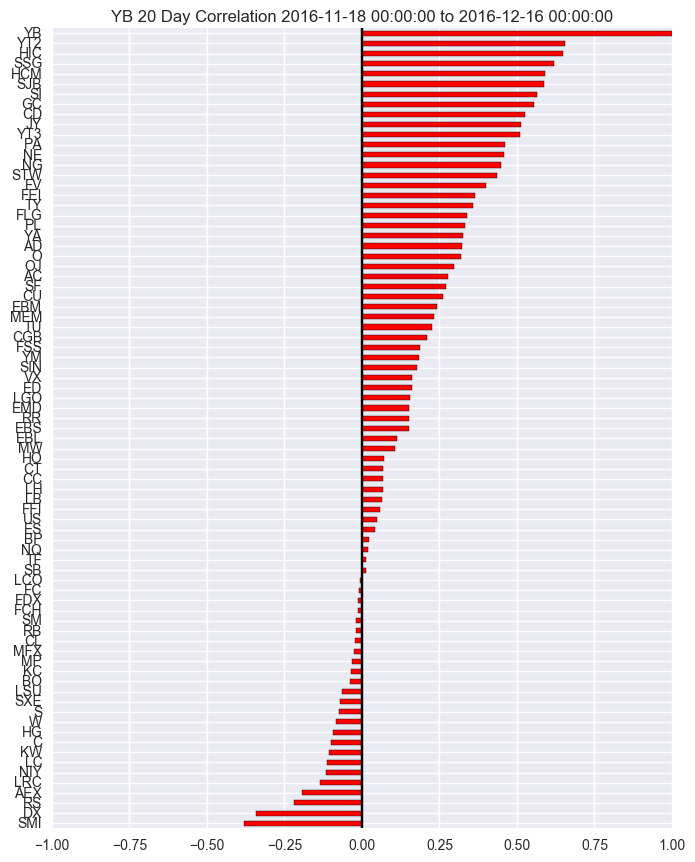 YB 20 Day Correlation 2016-11-18 00:00:00 to 2016-12-16 00:00:00
YB
YT2
HIC
SSG
HCM
SJB
SI
GC
CD
JY
YT3
PA
NE
NG
STW
FV
FEI
TY
FLG
PL
YA
AD
O
OJ
AC
SF
CU
EBM
MEM
TU
CGB
FSS
YM
SIN
VX
ED
LGO
EMD
RR
EBS
EBL
MW
HO
CT
CC
LH
LB
FFI
US
ES
BP
NQ
TF
SB
LCO
FC
FDX
FCH
SM
RB
CL
MFX
MP
KC
BO
LSU
SXE
S
W
HG
C
KW
LC
NIY
LRC
AEX
RS
DX
SMI
−1.00 −0.75 −0.50 −0.25 0.00 0.25 0.50 0.75 1.00